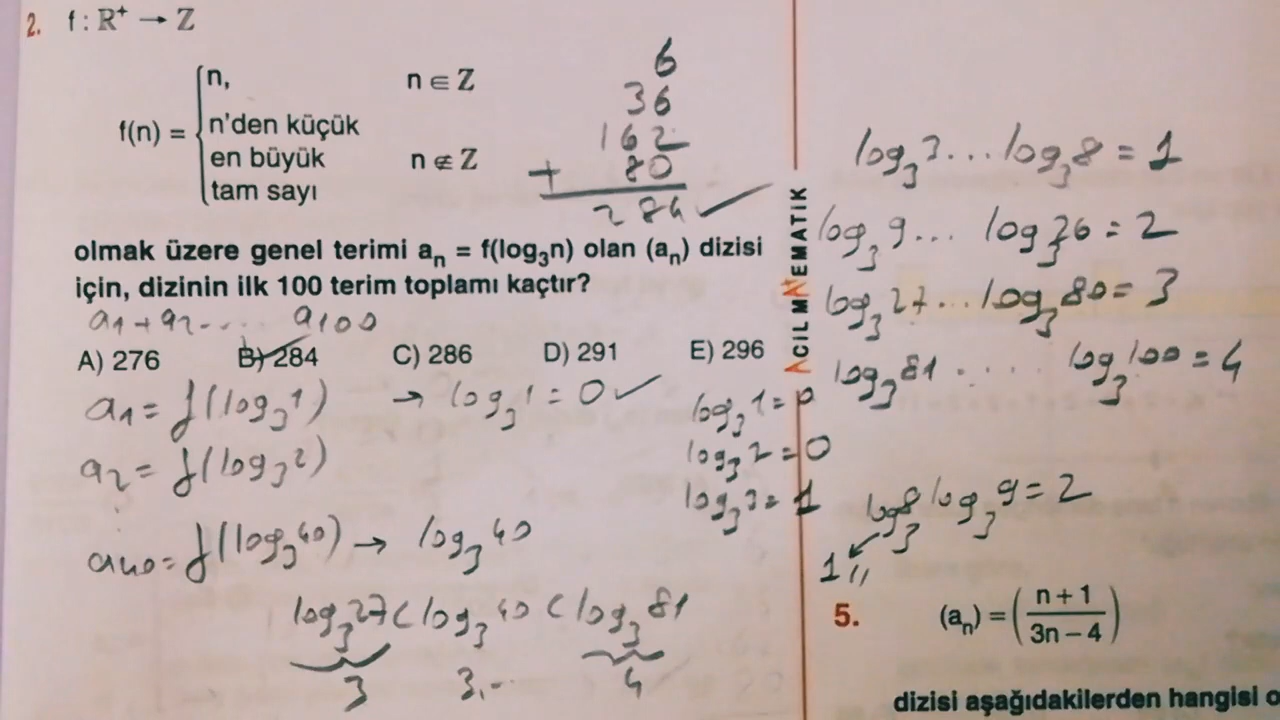 2. f : R⁺ → Z
f(n) =
n, n ∈ Z
n'den küçük
en büyük n ∉ Z
tam sayı
6
36
162
+ 80
284 ✓
olmak üzere genel terimi aₙ = f(log₃n) olan (aₙ) dizisi
için, dizinin ilk 100 terim toplamı kaçtır?
a₁ + a₂ ... a₁₀₀
A) 276 B) 284 C) 286 D) 291 E) 296
a₁ = f(log₃1) → log₃1 = 0 ✓
a₂ = f(log₃2)
a₄₀ = f(log₃40) → log₃40
log₃27 < log₃40 < log₃81
3 3,.. 4
log₃1 = 0
log₃2 = 0
log₃3 = 1
ACİL MATEMATİK
log₃3 ... log₃8 = 1
log₃9 ... log₃26 = 2
log₃27 ... log₃80 = 3
log₃81 .... log₃100 = 4
log₃8 log₃9 = 2
1 //
5. (aₙ) = (n + 1 / 3n – 4)
dizisi aşağıdakilerden hangisi